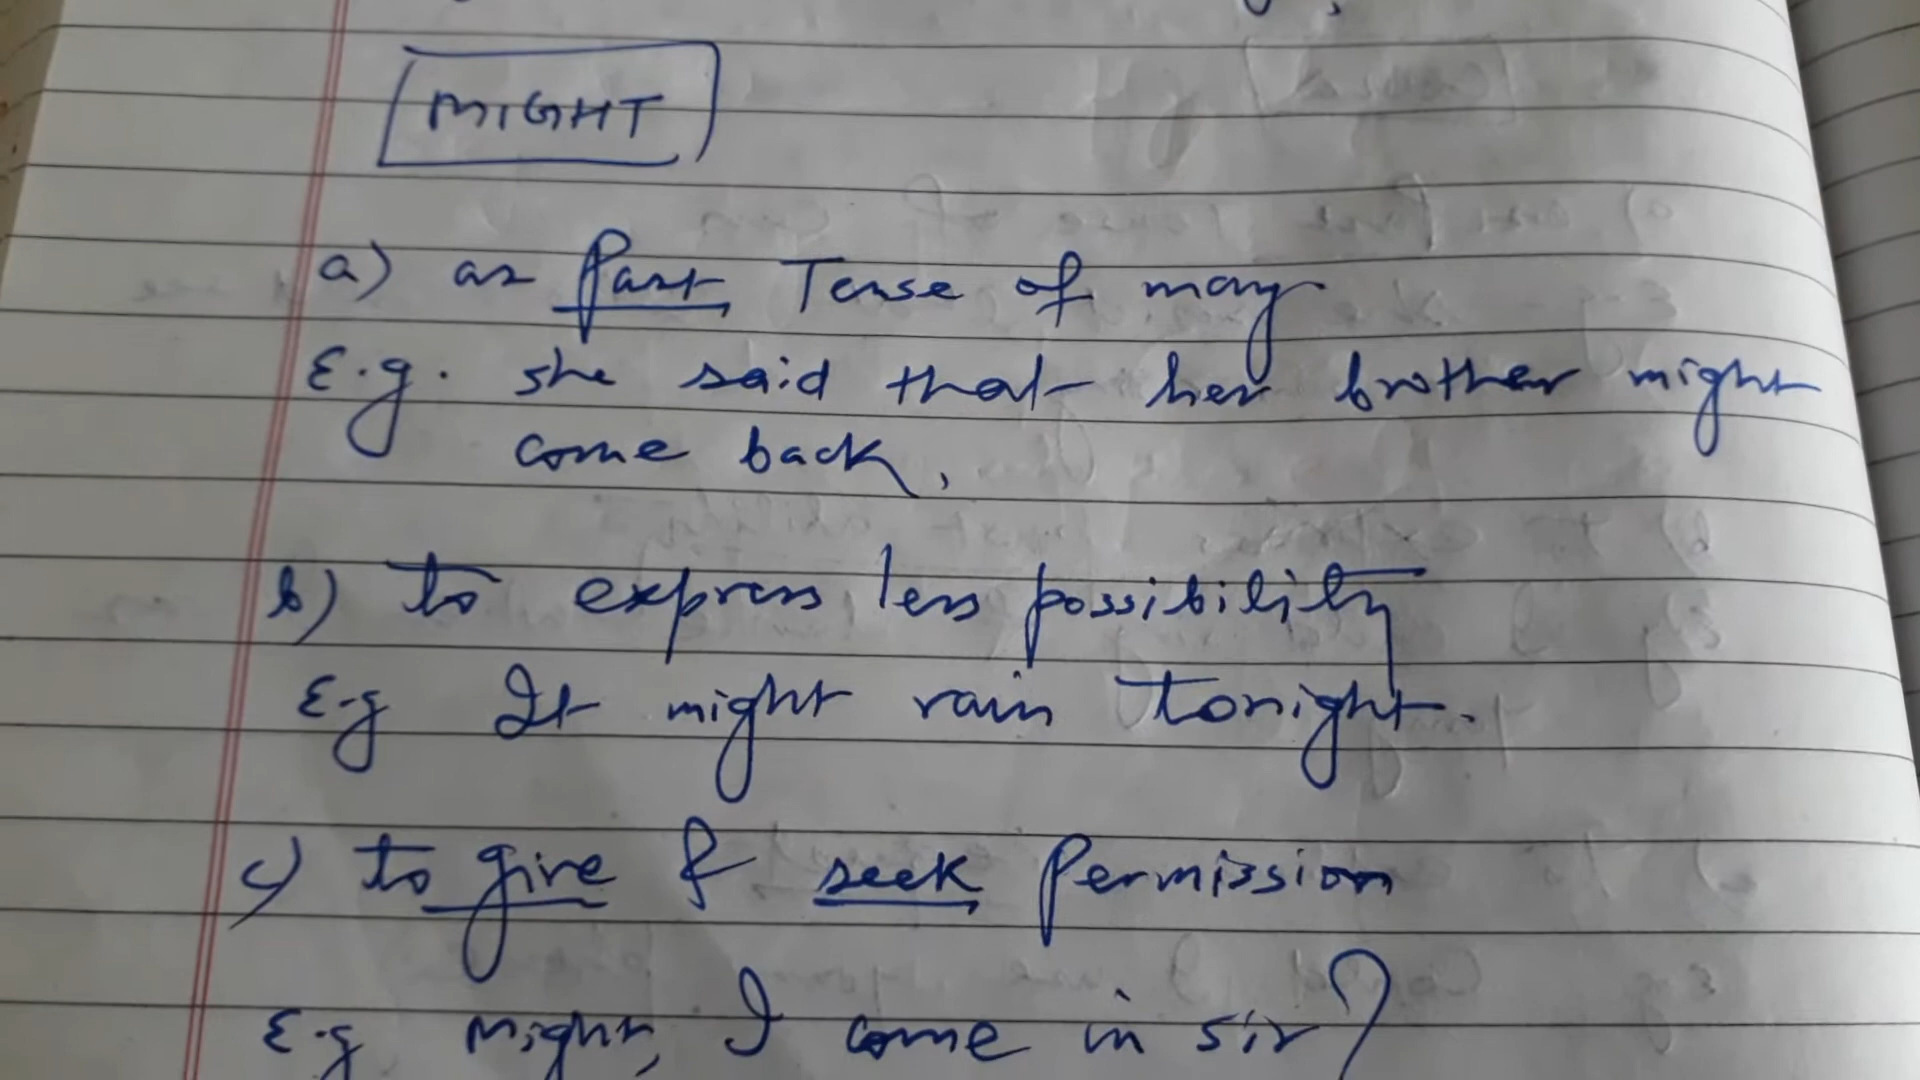 MIGHT
a) as Past Tense of may
E.g. she said that her brother might
come back,
b) to express less possibility
E.g It might rain tonight.
c) to give & seek Permission
E.g Might, I come in sir?